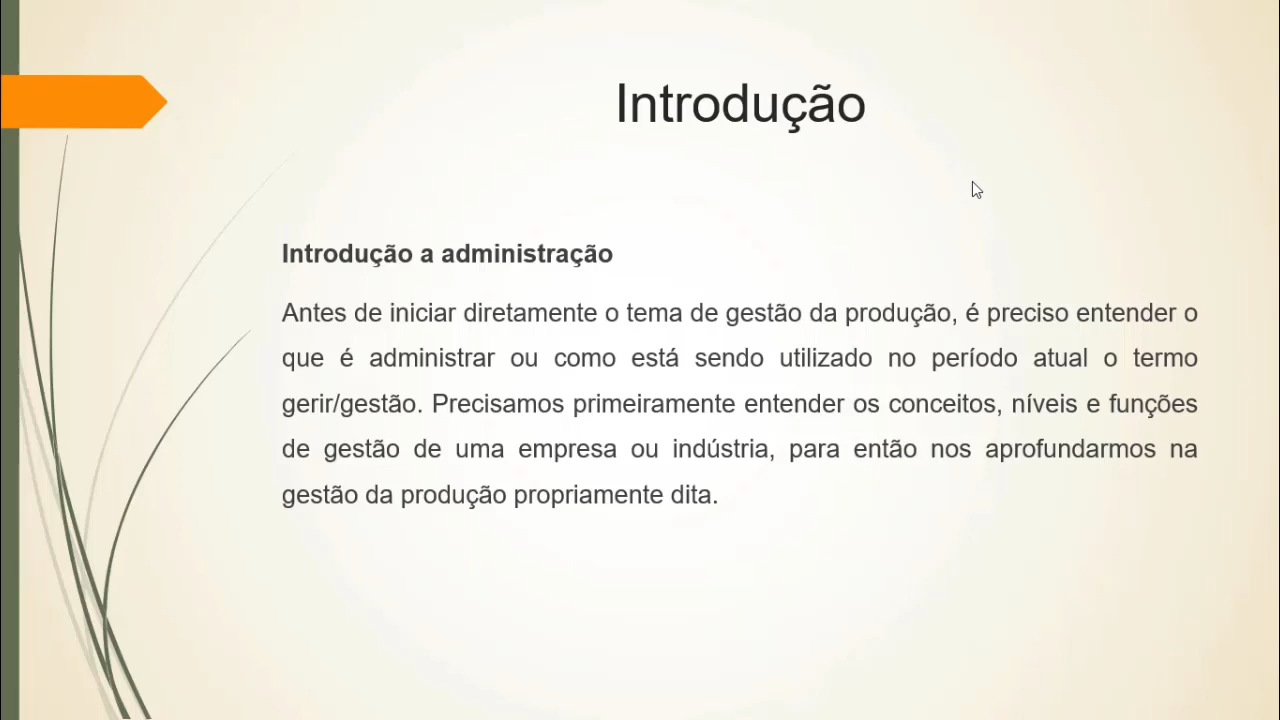 Introdução
Introdução a administração
Antes de iniciar diretamente o tema de gestão da produção, é preciso entender o
que é administrar ou como está sendo utilizado no período atual o termo
gerir/gestão. Precisamos primeiramente entender os conceitos, níveis e funções
de gestão de uma empresa ou indústria, para então nos aprofundarmos na
gestão da produção propriamente dita.